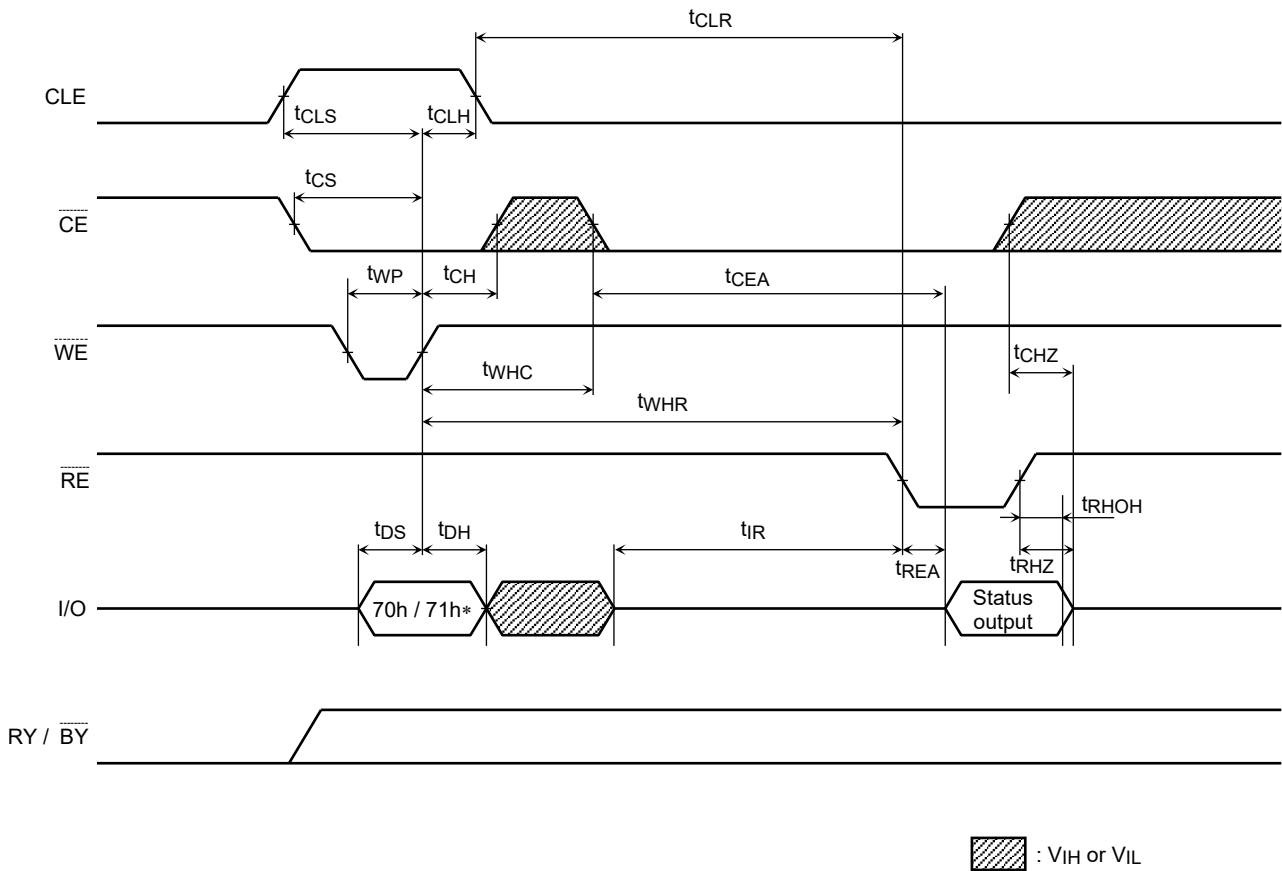 tCLR
CLE
tCLS
tCLH
tCS
CE
tWP
tCH
tCEA
WE
tCHZ
tWHC
tWHR
RE
tRHOH
tDS
tDH
tIR
tREA
tRHZ
I/O
70h / 71h*
Status
output
RY / BY
: VIH or VIL